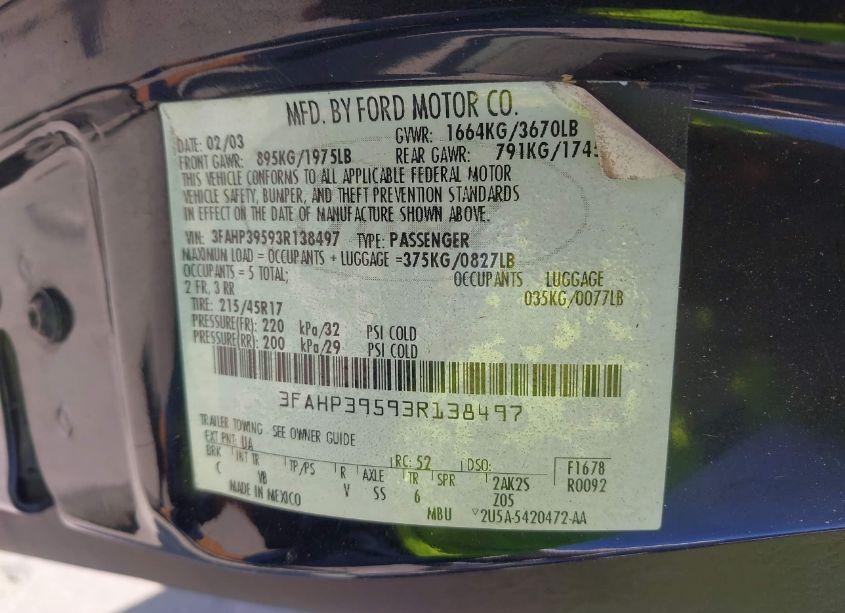 MFD. BY FORD MOTOR CO.
DATE: 02/03 GVWR: 1664KG/3670LB
FRONT GAWR: 895KG/1975LB REAR GAWR: 791KG/1745
THIS VEHICLE CONFORMS TO ALL APPLICABLE FEDERAL MOTOR
VEHICLE SAFETY, BUMPER, AND THEFT PREVENTION STANDARDS
IN EFFECT ON THE DATE OF MANUFACTURE SHOWN ABOVE.
VIN: 3FAHP39593R138497 TYPE: PASSENGER
MAXIMUM LOAD = OCCUPANTS + LUGGAGE =375KG/0827LB
OCCUPANTS = 5 TOTAL; OCCUPANTS LUGGAGE
2 FR, 3 RR 035KG/0077LB
TIRE: 215/45R17
PRESSURE(FR): 220 kPa/32 PSI COLD
PRESSURE(RR): 200 kPa/29 PSI COLD
3FAHP39593R138497
TRAILER TOWING - SEE OWNER GUIDE
EXT PNT: UA RC: 52 DSO: F1678
BRK INT TR TP/PS R AXLE TR SPR 2AK2S R0092
C YB V SS 6 Z05
MADE IN MEXICO MBU 2U5A-5420472-AA